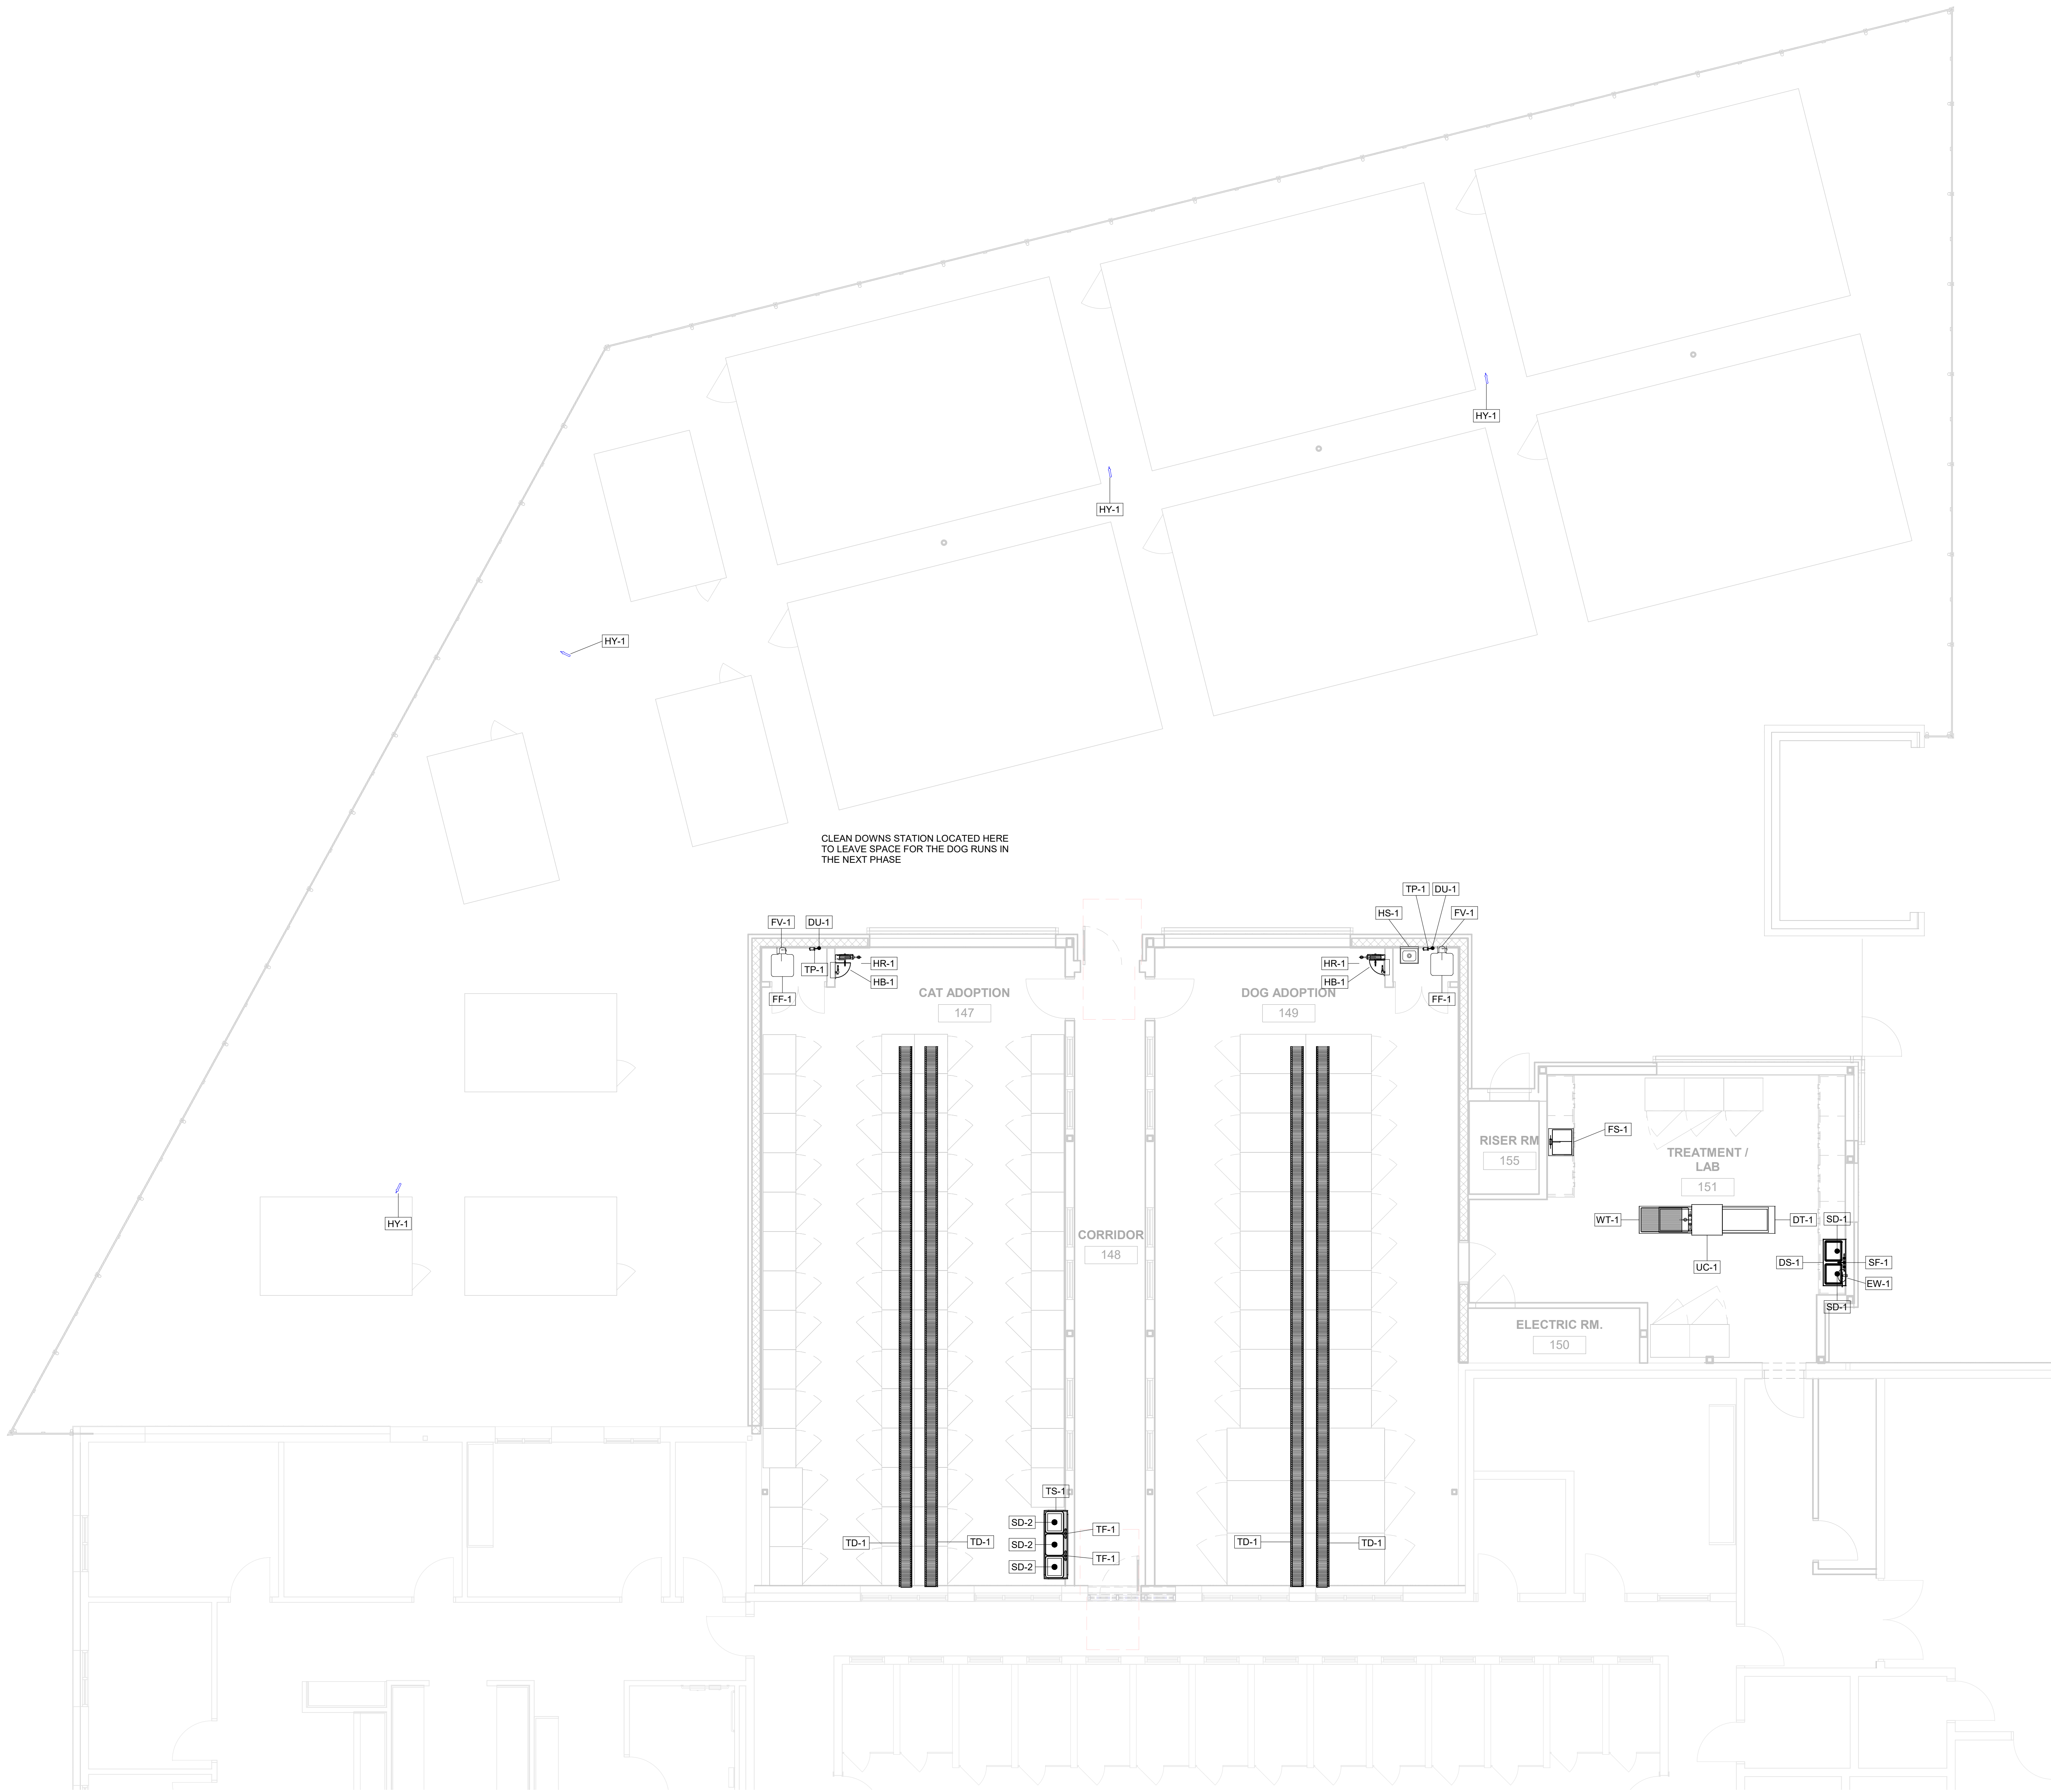 HY-1
HY-1
HY-1
CLEAN DOWNS STATION LOCATED HERE
TO LEAVE SPACE FOR THE DOG RUNS IN
THE NEXT PHASE
TP-1
DU-1
HS-1
FV-1
FV-1
DU-1
TP-1
HR-1
HR-1
HB-1
HB-1
FF-1
FF-1
CAT ADOPTION
147
DOG ADOPTION
149
FS-1
RISER RM
155
TREATMENT /
LAB
151
HY-1
WT-1
DT-1
SD-1
CORRIDOR
148
UC-1
DS-1
SF-1
EW-1
SD-1
ELECTRIC RM.
150
TS-1
SD-2
TF-1
TD-1
TD-1
SD-2
TD-1
TD-1
TF-1
SD-2